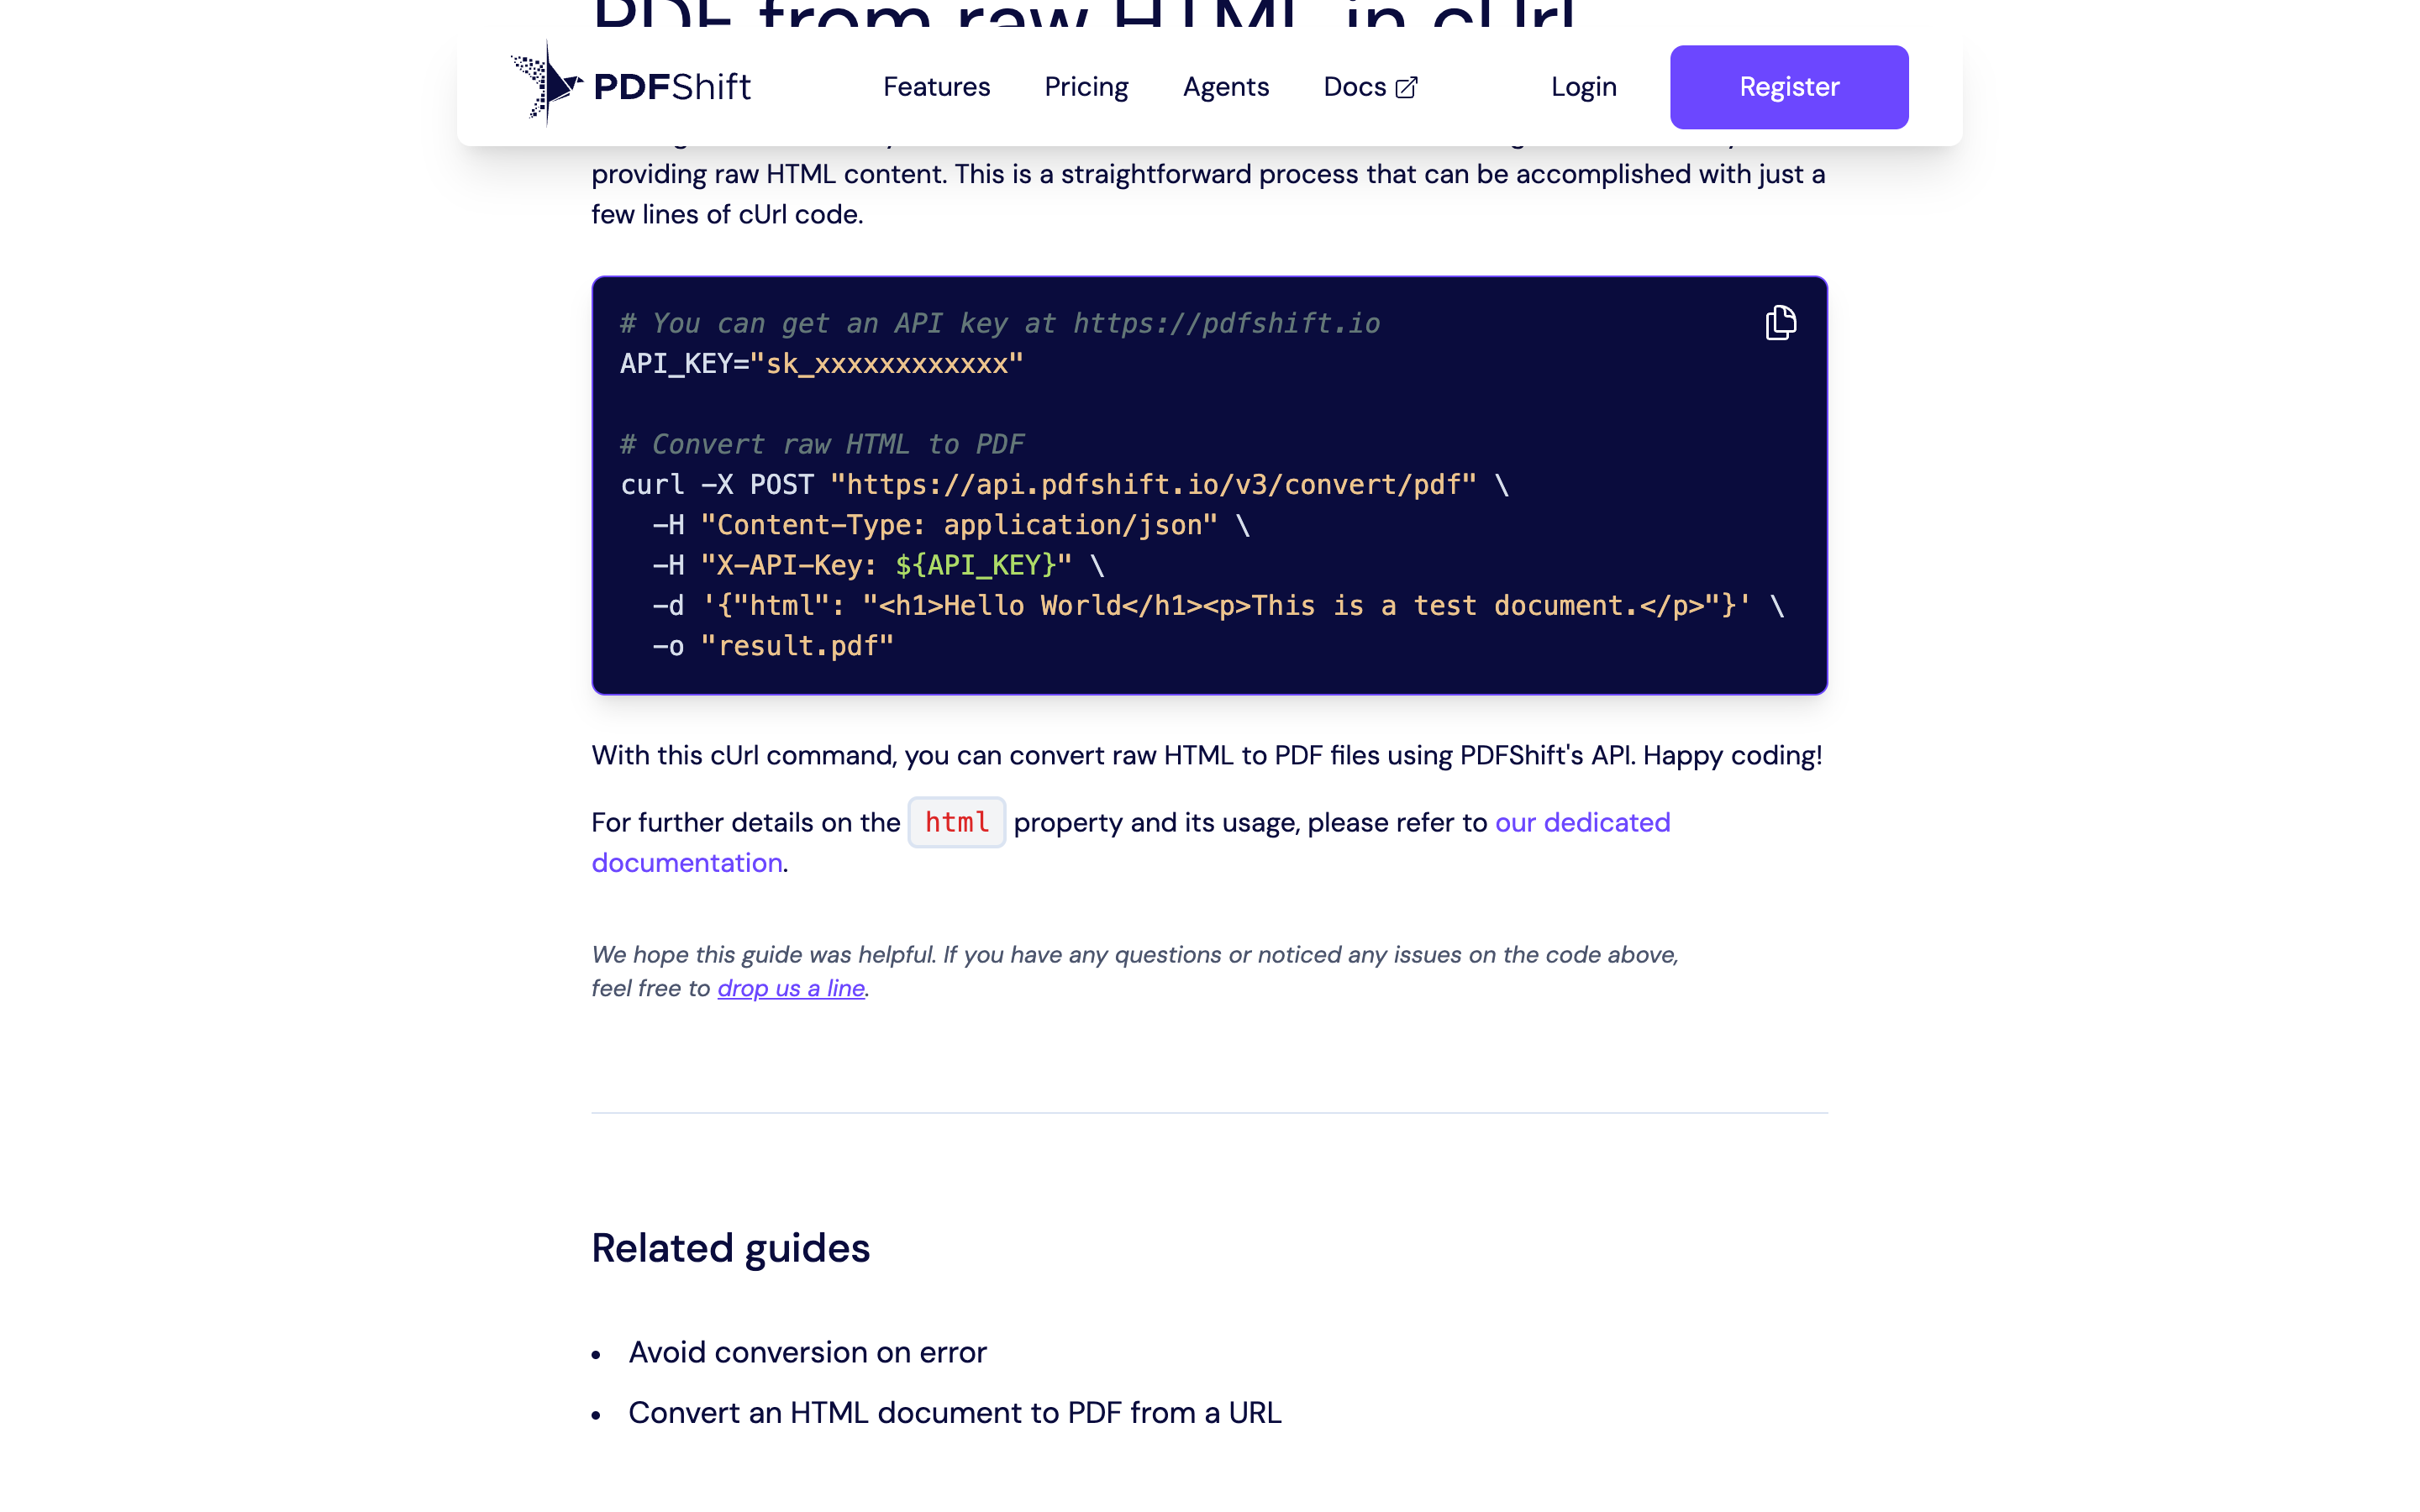 PDF from raw HTML in cUrl
PDFShift
Features
Pricing
Agents
Docs
Login
Register
providing raw HTML content. This is a straightforward process that can be accomplished with just a
few lines of cUrl code.
# You can get an API key at https://pdfshift.io
API_KEY="sk_xxxxxxxxxxxx"
# Convert raw HTML to PDF
curl -X POST "https://api.pdfshift.io/v3/convert/pdf" \
-H "Content-Type: application/json" \
-H "X-API-Key: ${API_KEY}" \
-d '{"html": "<h1>Hello World</h1><p>This is a test document.</p>"}' \
-o "result.pdf"
With this cUrl command, you can convert raw HTML to PDF files using PDFShift's API. Happy coding!
For further details on the html property and its usage, please refer to our dedicated
documentation.
We hope this guide was helpful. If you have any questions or noticed any issues on the code above,
feel free to drop us a line.
Related guides
• Avoid conversion on error
• Convert an HTML document to PDF from a URL